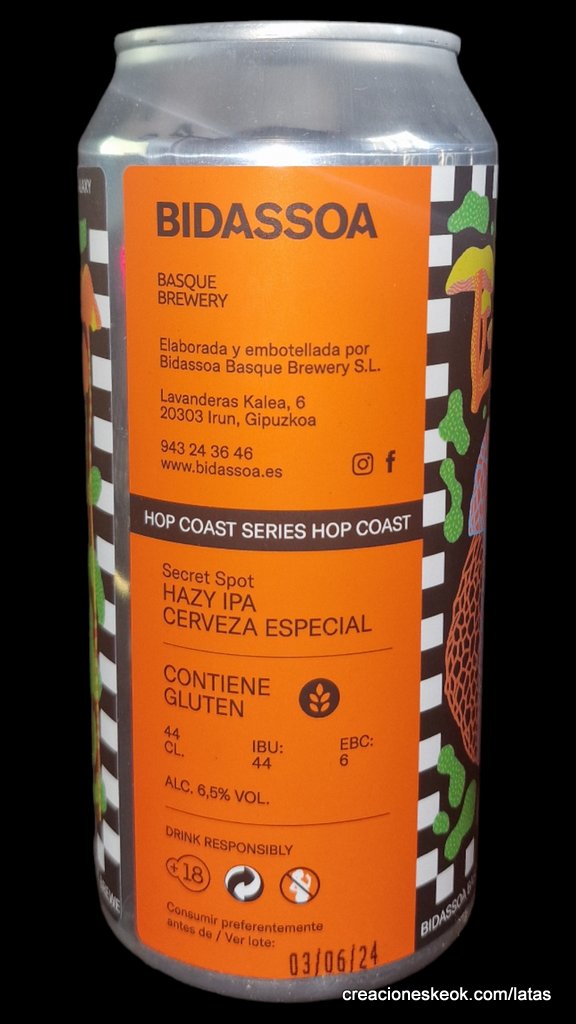 BIDASSOA
BASQUE
BREWERY
Elaborada y embotellada por
Bidassoa Basque Brewery S.L.
Lavanderas Kalea, 6
20303 Irun, Gipuzkoa
943 24 36 46
www.bidassoa.es
HOP COAST SERIES HOP COAST
Secret Spot
HAZY IPA
CERVEZA ESPECIAL
CONTIENE
GLUTEN
44
CL.
IBU:
44
EBC:
6
ALC. 6,5% VOL.
DRINK RESPONSIBLY
+18
Consumir preferentemente
antes de / Ver lote:
03/06/24
BIDASSOA
creacioneskeok.com/latas